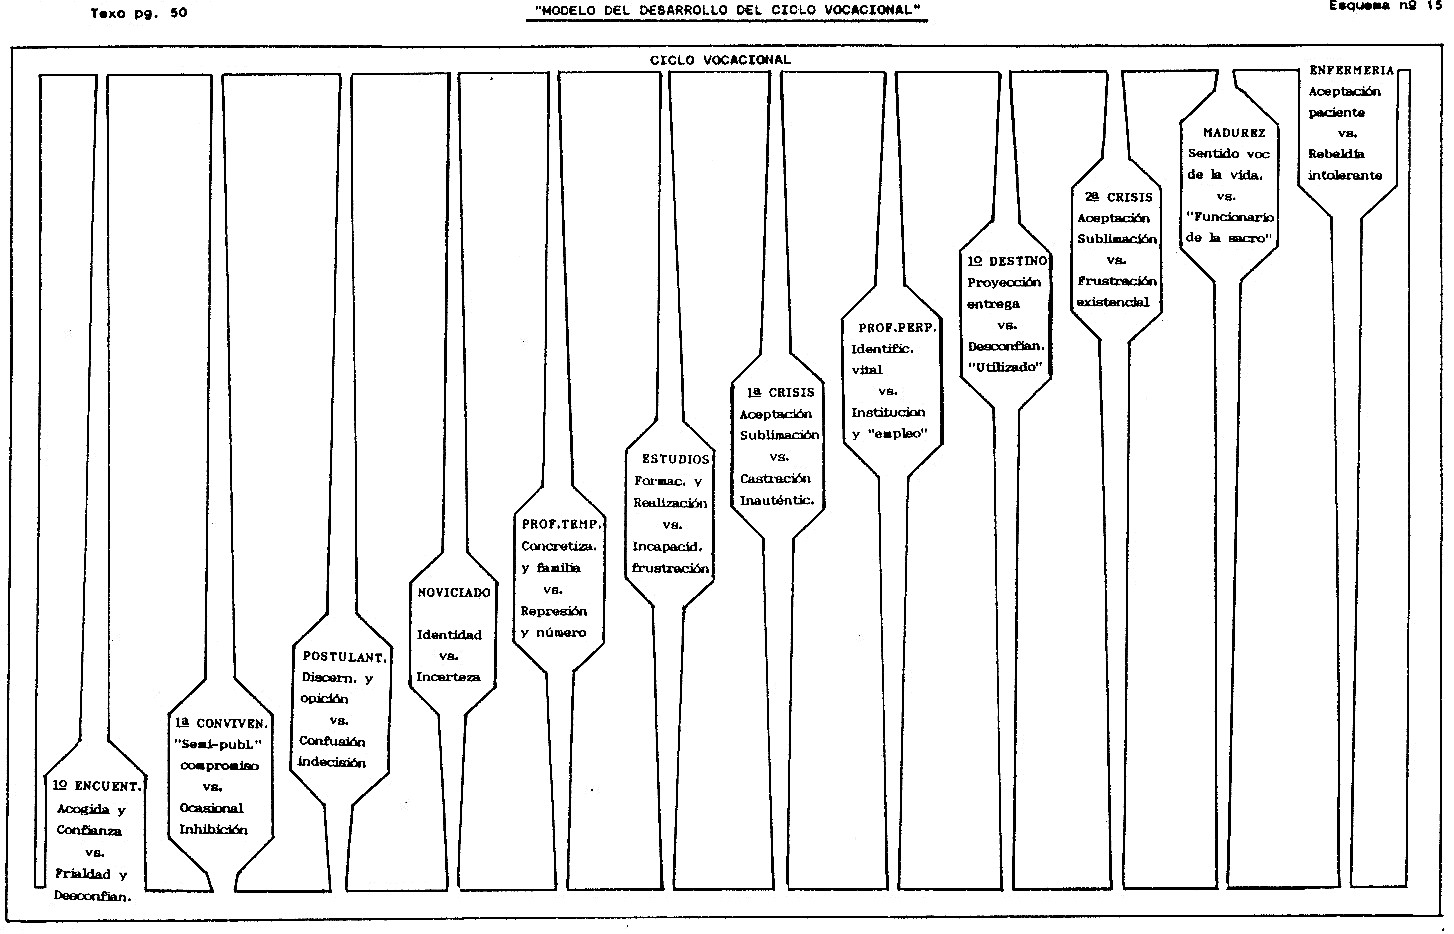 Texo pg. 50
"MODELO DEL DESARROLLO DEL CICLO VOCACIONAL"
Esquema nº 15
CICLO VOCACIONAL
1º ENCUENT.
Acogida y
Confianza
vs.
Frialdad y
Desconfian.
1ª CONVIVEN.
"Semi-publ."
compromiso
vs.
Ocasional
Inhibición
POSTULANT.
Discern. y
opición
vs.
Confusión
indecisión
NOVICIADO
Identidad
vs.
Incerteza
PROF.TEMP.
Concretiza.
y familia
vs.
Represión
y número
ESTUDIOS
Formac. y
Realización
vs.
Incapacid.
frustración
1ª CRISIS
Aceptación
Sublimación
vs.
Castración
Inauténtic.
PROF.PERP.
Identific.
vital
vs.
Institucion
y "empleo"
1º DESTINO
Proyección
entrega
vs.
Desconfian.
"Utilizado"
2ª CRISIS
Aceptación
Sublimación
vs.
Frustración
existencial
MADUREZ
Sentido voc
de la vida.
vs.
"Funcionario
de la sacro"
ENFERMERIA
Aceptación
paciente
vs.
Rebeldía
intolerante